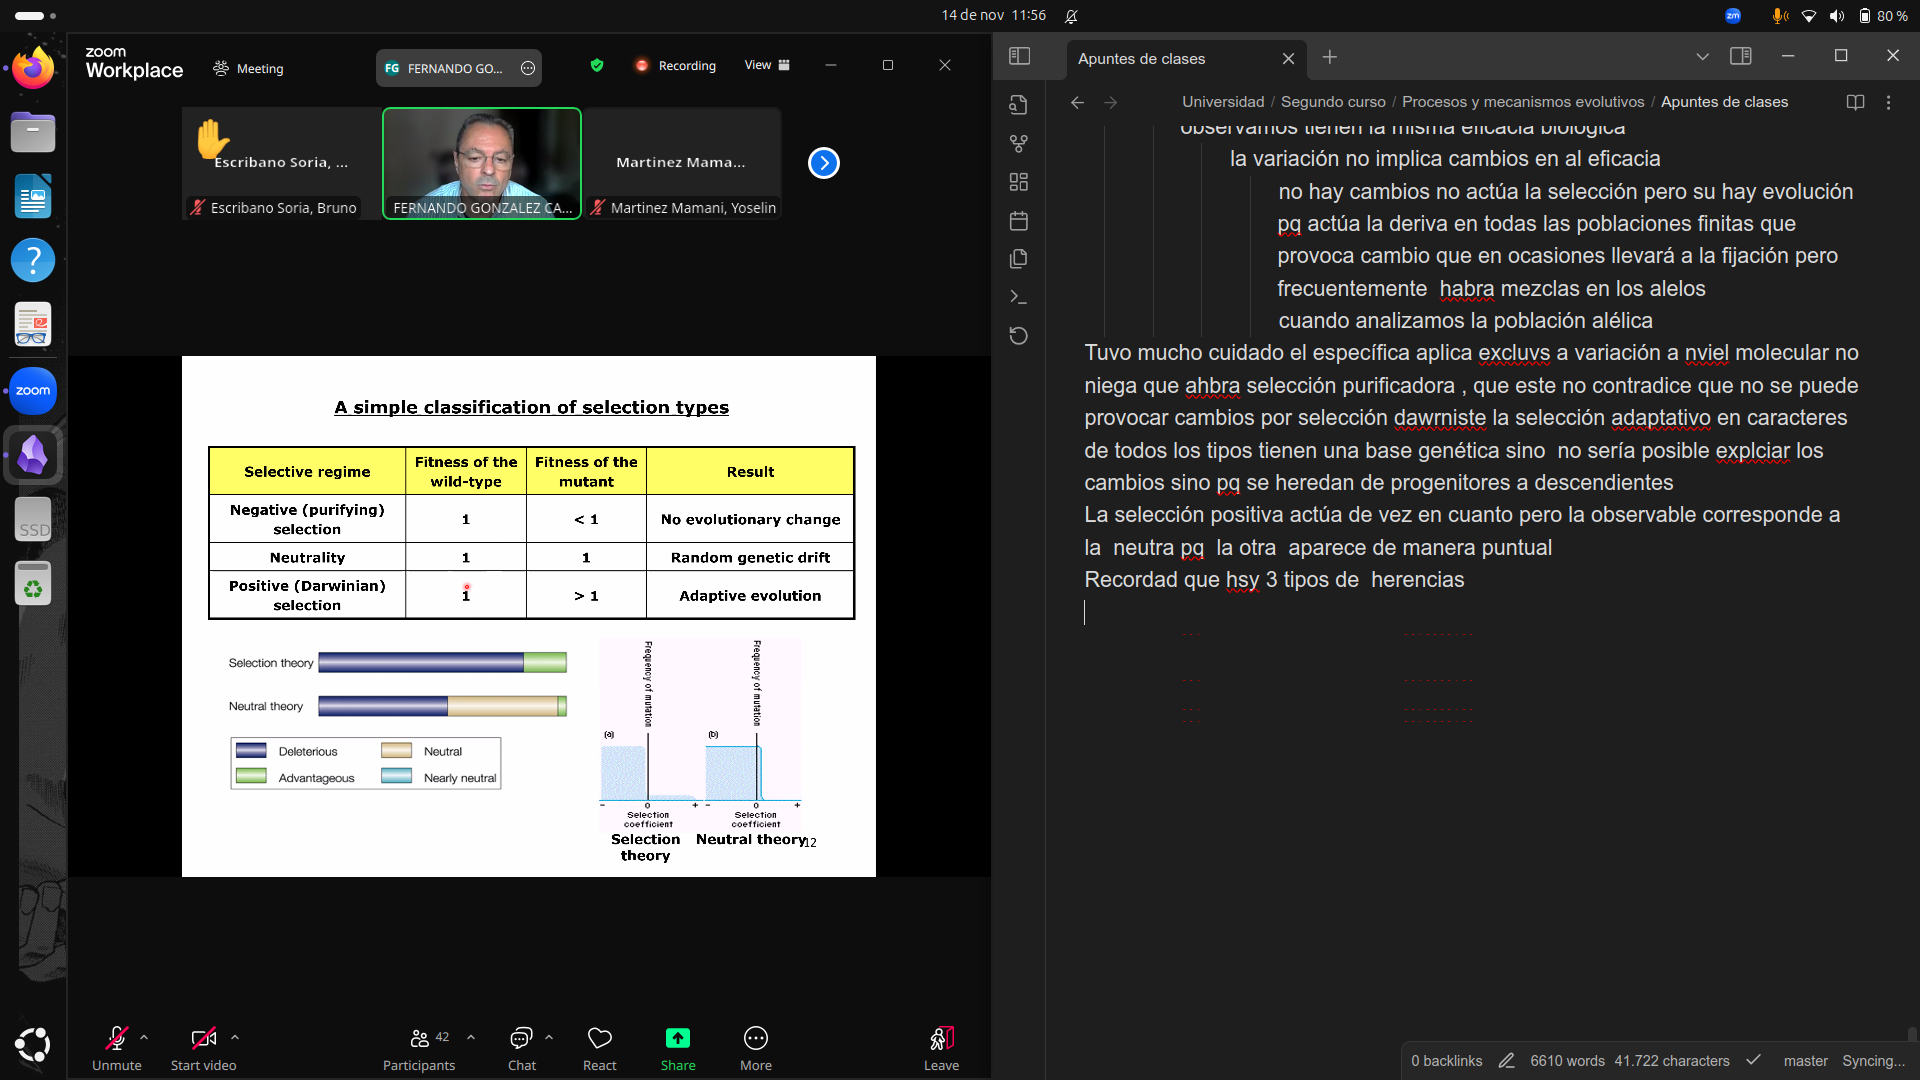 14 de nov 11:56
zm
80 %
zoom
Workplace
Meeting
FG FERNANDO GO...
Recording
View
Escribano Soria, ...
Escribano Soria, Bruno
FERNANDO GONZALEZ CA...
Martinez Mama...
Martinez Mamani, Yoselin
zoom
SSD
A simple classification of selection types
Selective regime
Fitness of the wild-type
Fitness of the mutant
Result
Negative (purifying) selection
1
< 1
No evolutionary change
Neutrality
1
1
Random genetic drift
Positive (Darwinian) selection
1
> 1
Adaptive evolution
Selection theory
Neutral theory
Deleterious
Neutral
Advantageous
Nearly neutral
Frequency of mutation
(a)
- 0 +
Selection
coefficient
Selection
theory
Frequency of mutation
(b)
- 0 +
Selection
coefficient
Neutral theory
12
Unmute
Start video
42
Participants
Chat
React
Share
More
Leave
Apuntes de clases
Universidad / Segundo curso / Procesos y mecanismos evolutivos / Apuntes de clases
observamos tienen la misma eficacia biológica
la variación no implica cambios en al eficacia
no hay cambios no actúa la selección pero su hay evolución
pq actúa la deriva en todas las poblaciones finitas que
provoca cambio que en ocasiones llevará a la fijación pero
frecuentemente habra mezclas en los alelos
cuando analizamos la población alélica
Tuvo mucho cuidado el específica aplica excluvs a variación a nviel molecular no
niega que ahbra selección purificadora , que este no contradice que no se puede
provocar cambios por selección dawrniste la selección adaptativo en caracteres
de todos los tipos tienen una base genética sino no sería posible explciar los
cambios sino pq se heredan de progenitores a descendientes
La selección positiva actúa de vez en cuanto pero la observable corresponde a
la neutra pq la otra aparece de manera puntual
Recordad que hsy 3 tipos de herencias
0 backlinks
6610 words 41.722 characters
master
Syncing...